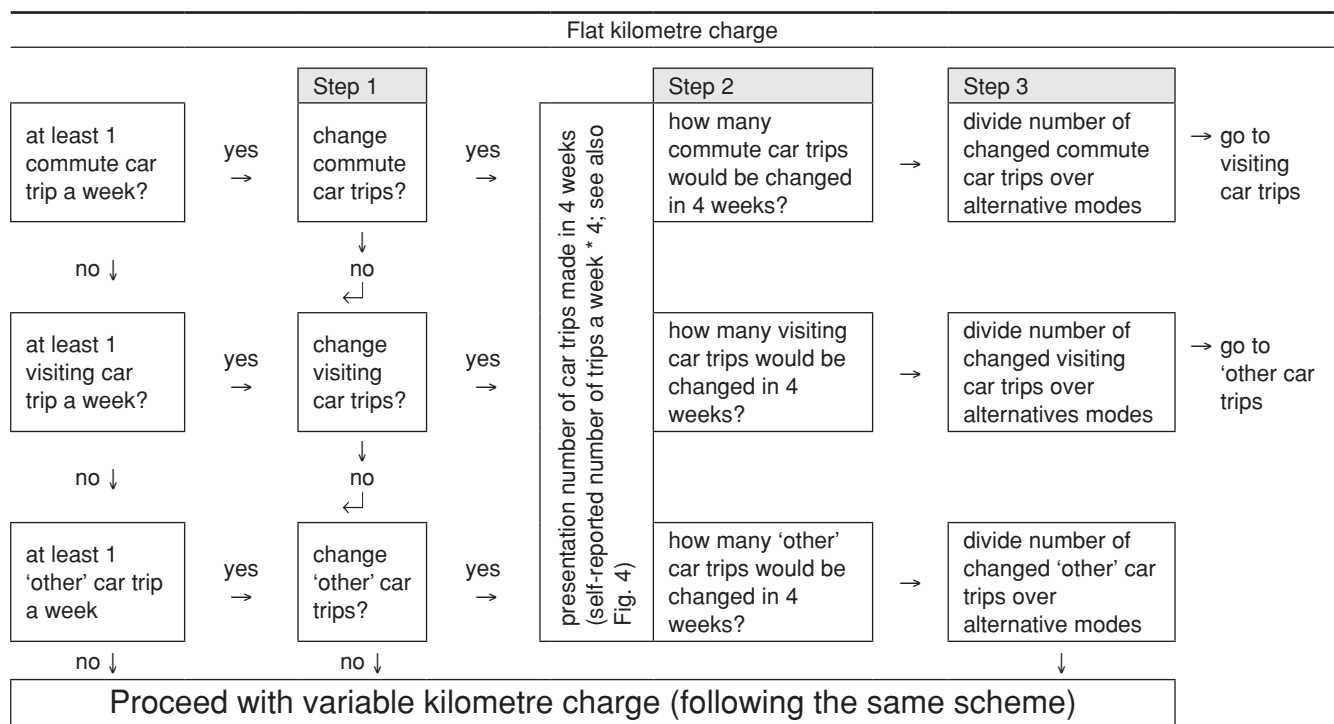 Flat kilometre charge
Step 1
Step 2
Step 3
at least 1
commute car
trip a week?
yes
→
change
commute
car trips?
yes
→
presentation number of car trips made in 4 weeks
(self-reported number of trips a week * 4; see also
Fig. 4)
how many
commute car trips
would be changed
in 4 weeks?
→
divide number of
changed commute
car trips over
alternative modes
→ go to
visiting
car trips
no ↓
↓
no
↵
at least 1
visiting car
trip a week?
yes
→
change
visiting
car trips?
yes
→
how many visiting
car trips would be
changed in 4
weeks?
→
divide number of
changed visiting
car trips over
alternatives modes
→ go to
‘other car
trips
no ↓
↓
no
↵
at least 1
‘other’ car trip
a week
yes
→
change
‘other’ car
trips?
yes
→
how many ‘other’
car trips would be
changed in 4
weeks?
→
divide number of
changed ‘other’ car
trips over
alternative modes
no ↓
no ↓
↓
Proceed with variable kilometre charge (following the same scheme)